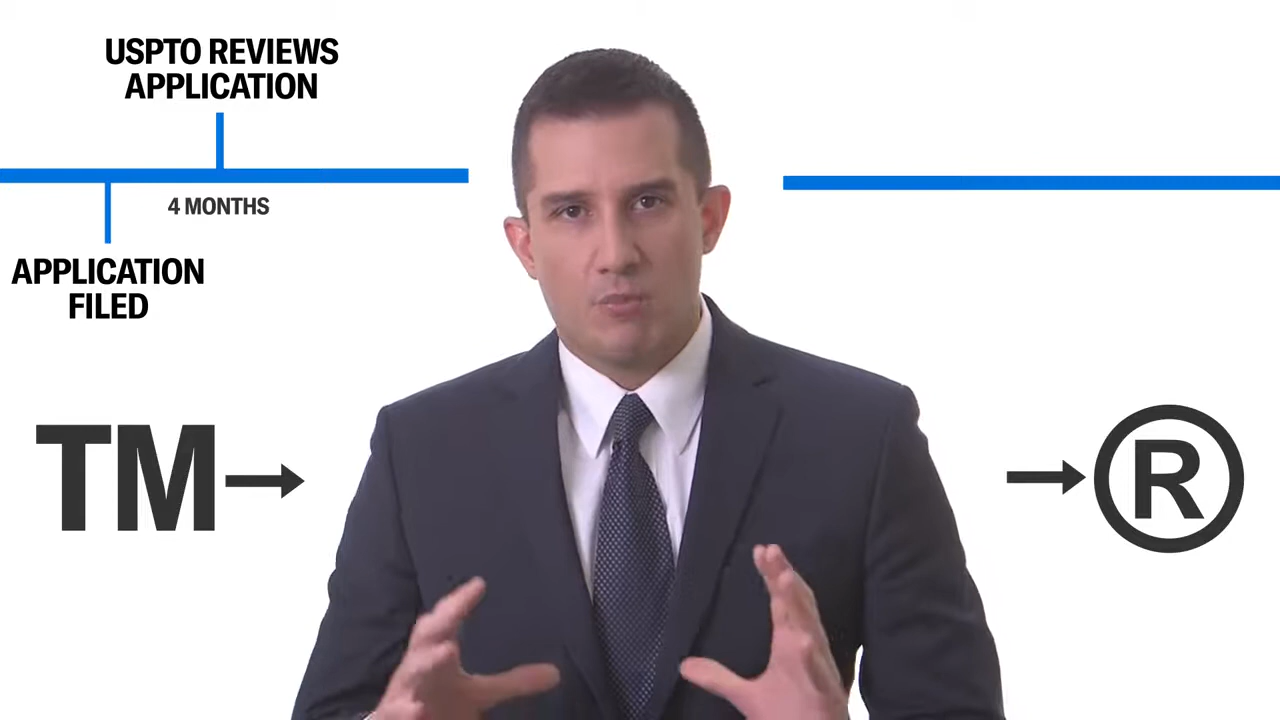 USPTO REVIEWS
APPLICATION
4 MONTHS
APPLICATION
FILED
TM
®